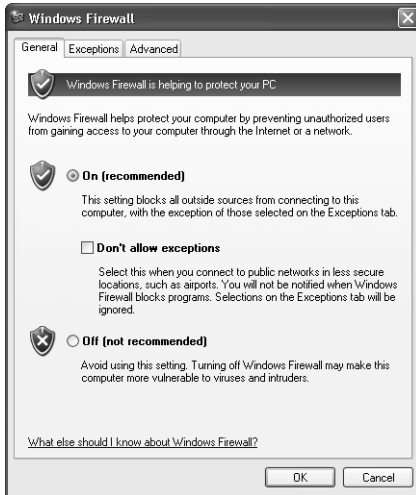 Windows Firewall
General Exceptions Advanced
Windows Firewall is helping to protect your PC
Windows Firewall helps protect your computer by preventing unauthorized users
from gaining access to your computer through the Internet or a network.
On (recommended)
This setting blocks all outside sources from connecting to this
computer, with the exception of those selected on the Exceptions tab.
Don't allow exceptions
Select this when you connect to public networks in less secure
locations, such as airports. You will not be notified when Windows
Firewall blocks programs. Selections on the Exceptions tab will be
ignored.
Off (not recommended)
Avoid using this setting. Turning off Windows Firewall may make this
computer more vulnerable to viruses and intruders.
What else should I know about Windows Firewall?
OK Cancel